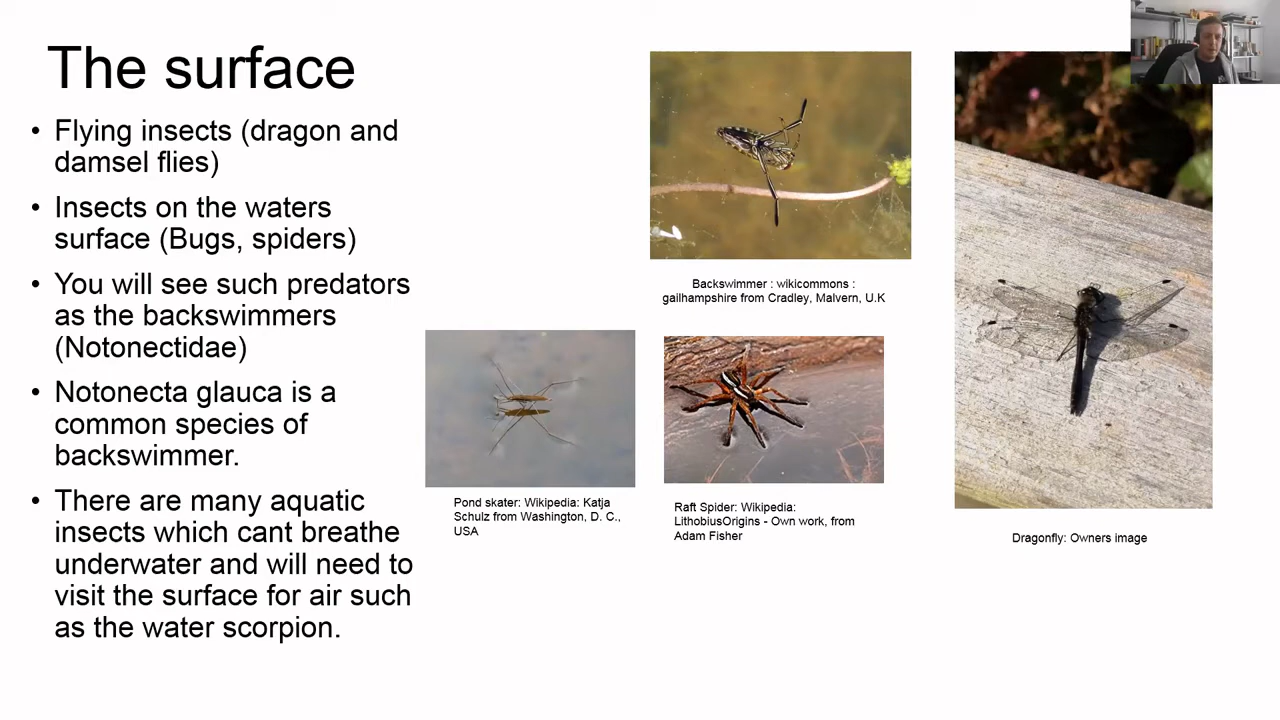 The surface
• Flying insects (dragon and
damsel flies)
• Insects on the waters
surface (Bugs, spiders)
• You will see such predators
as the backswimmers
(Notonectidae)
• Notonecta glauca is a
common species of
backswimmer.
• There are many aquatic
insects which cant breathe
underwater and will need to
visit the surface for air such
as the water scorpion.
Backswimmer : wikicommons :
gailhampshire from Cradley, Malvern, U.K
Pond skater: Wikipedia: Katja
Schulz from Washington, D. C.,
USA
Raft Spider: Wikipedia:
LithobiusOrigins - Own work, from
Adam Fisher
Dragonfly: Owners image